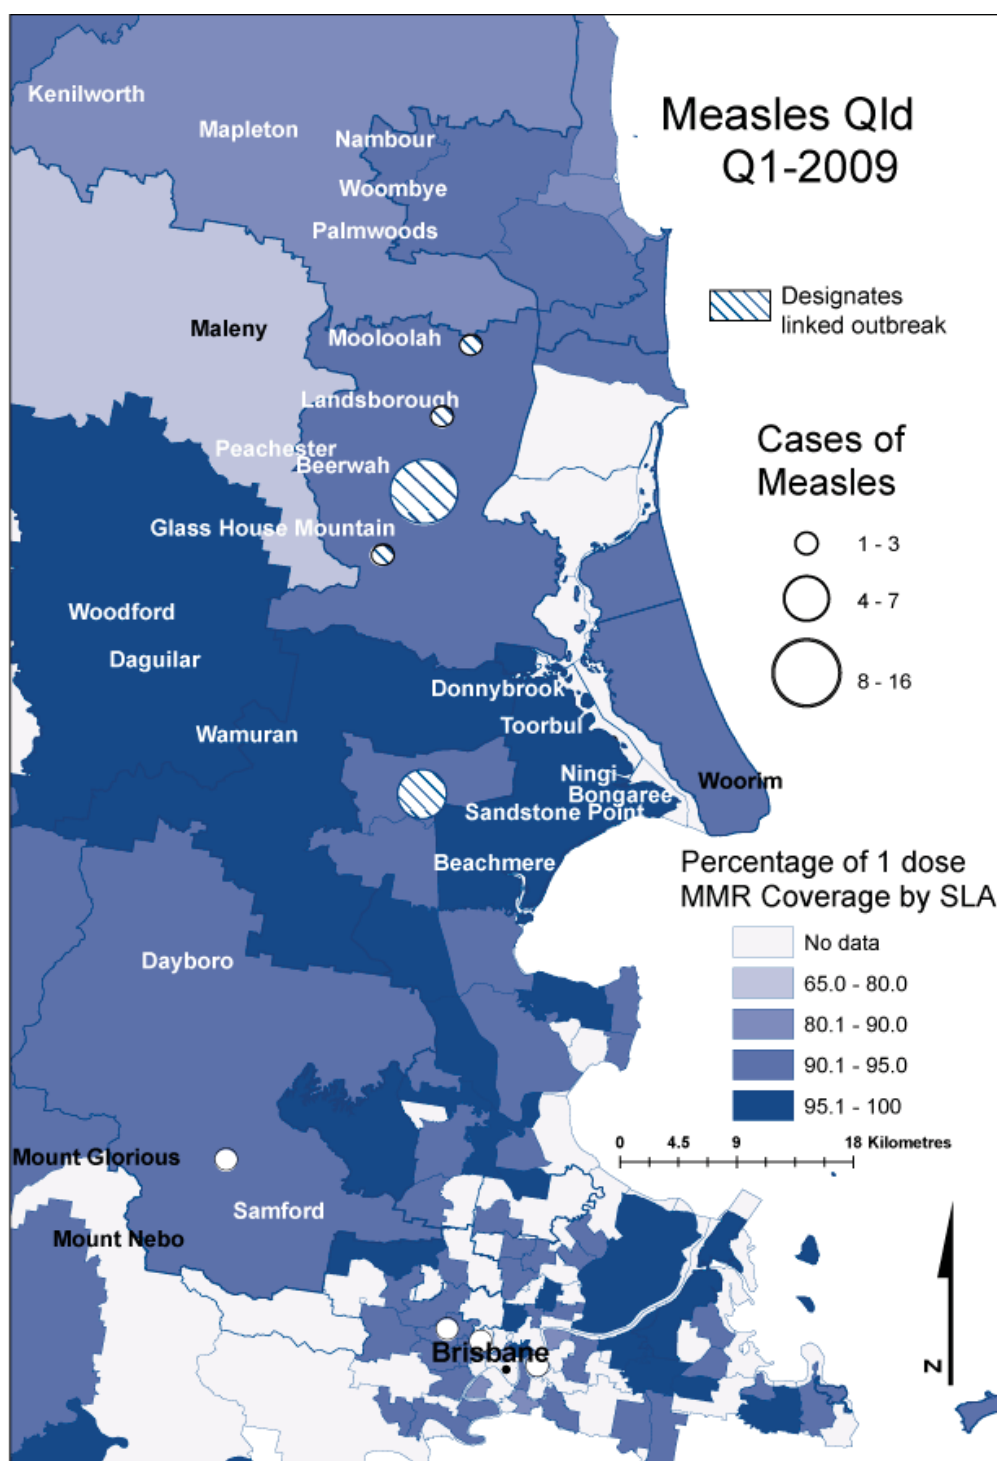 Kenilworth
Mapleton
Nambour
Woombye
Palmwoods
Maleny
Mooloolah
Landsborough
Peachester
Beerwah
Glass House Mountain
Woodford
Daguilar
Donnybrook
Toorbul
Wamuran
Ningi
Bongaree
Woorim
Sandstone Point
Beachmere
Dayboro
Mount Glorious
Samford
Mount Nebo
Brisbane
Measles Qld
Q1-2009
Designates
linked outbreak
Cases of
Measles
1 - 3
4 - 7
8 - 16
Percentage of 1 dose
MMR Coverage by SLA
No data
65.0 - 80.0
80.1 - 90.0
90.1 - 95.0
95.1 - 100
0 4.5 9 18 Kilometres
N